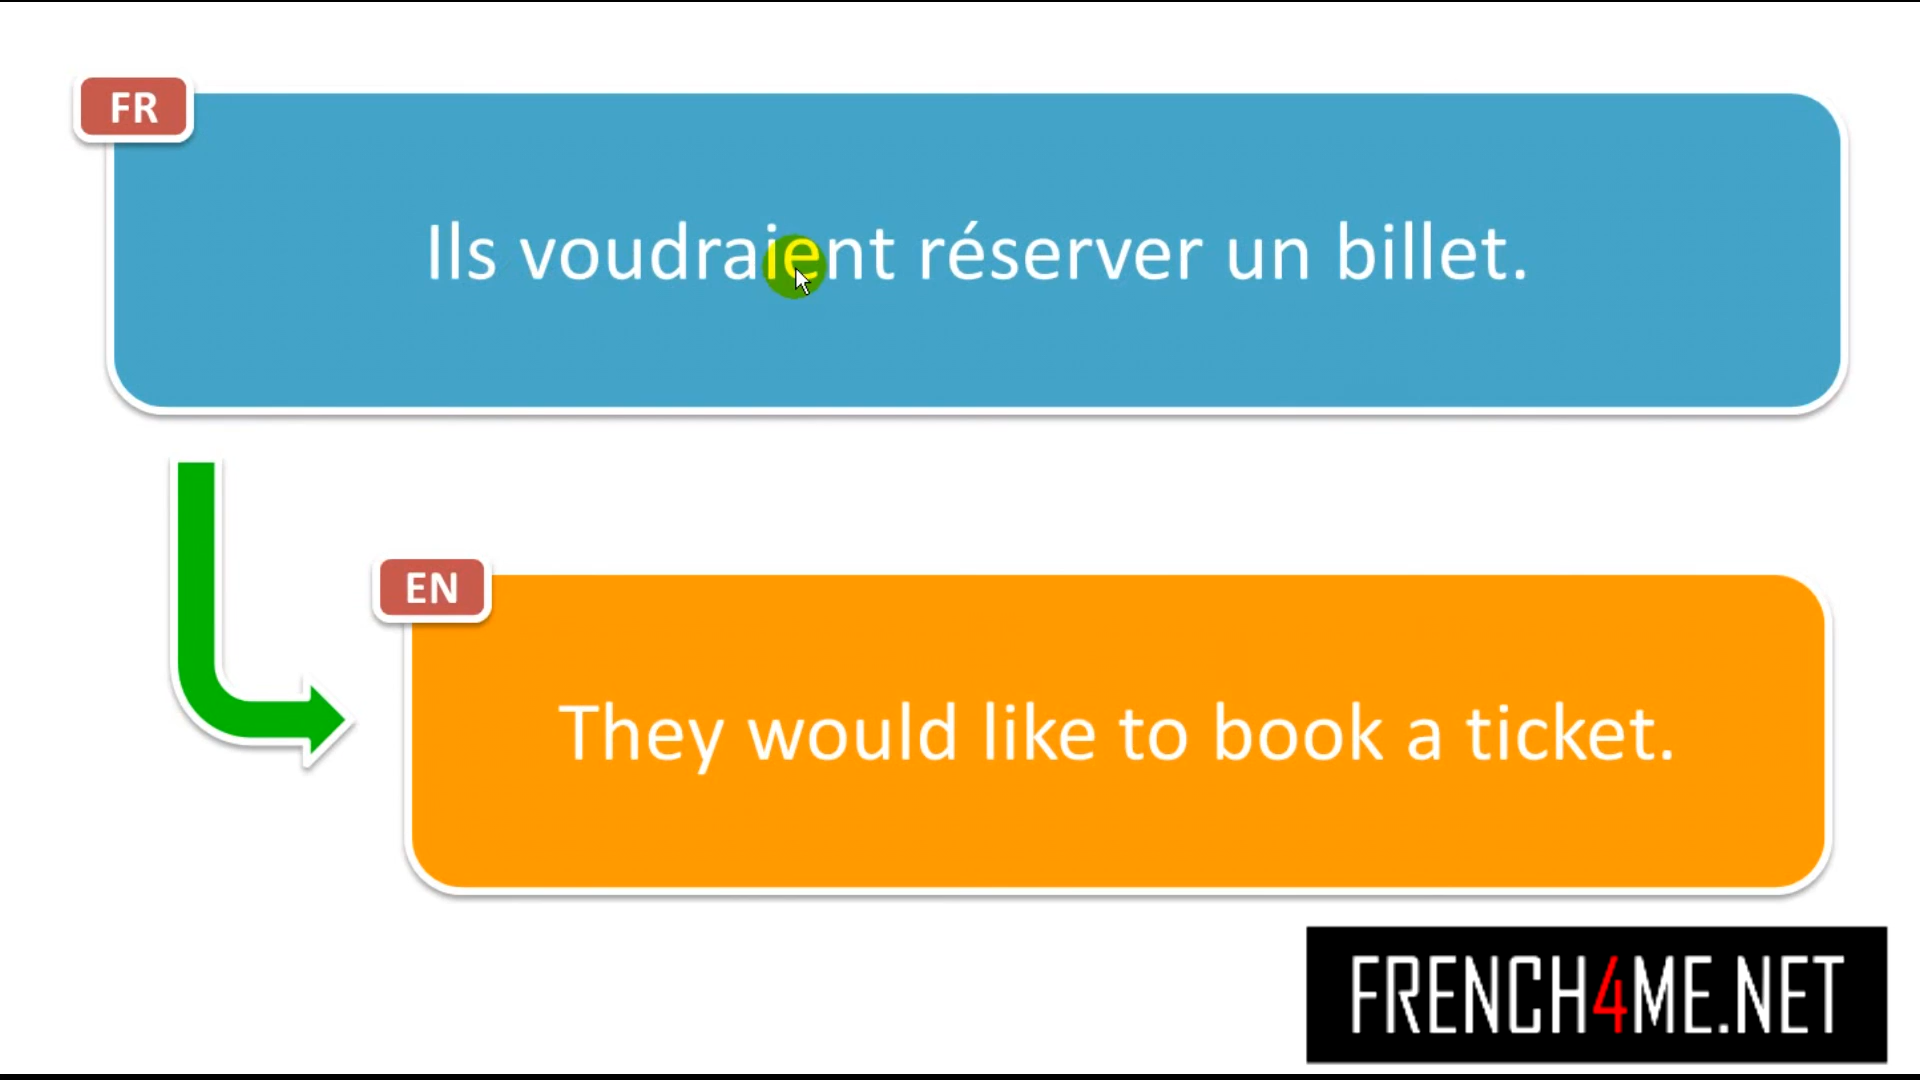 FR
Ils voudraient réserver un billet.
EN
They would like to book a ticket.
FRENCH4ME.NET